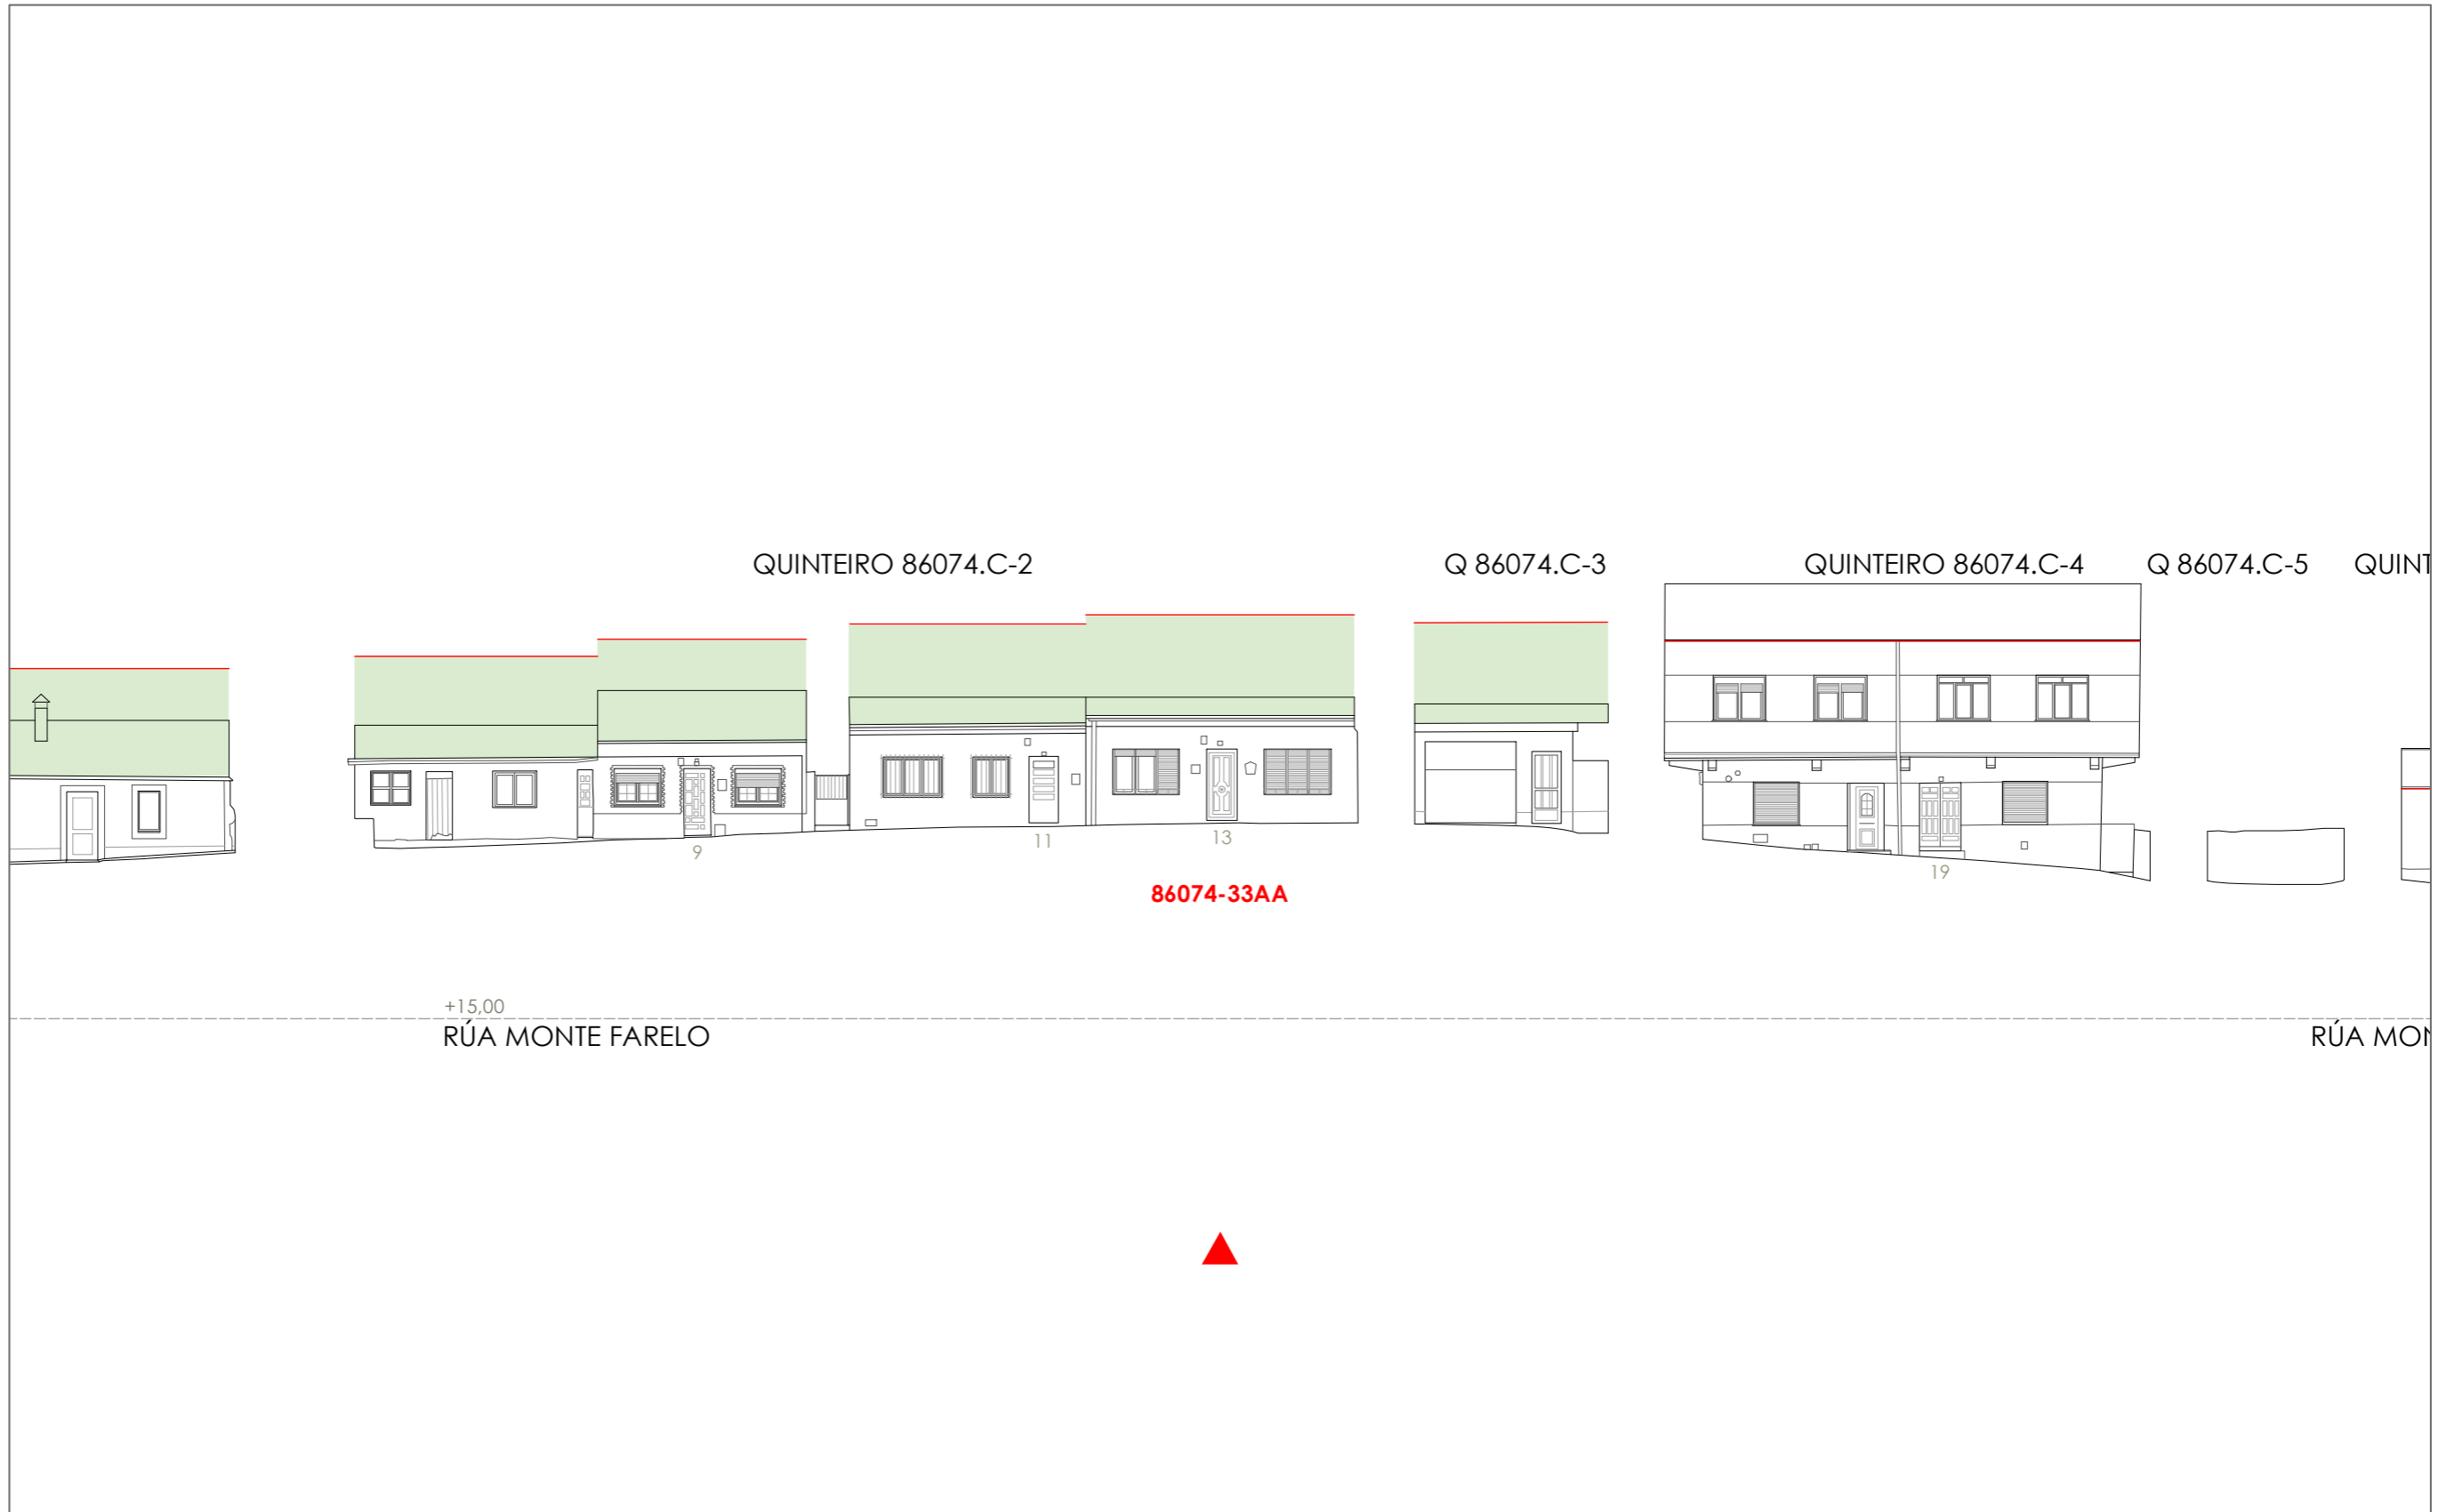 QUINTEIRO 86074.C-2
Q 86074.C-3
QUINTEIRO 86074.C-4
Q 86074.C-5
QUINT
9
11
13
19
86074-33AA
+15,00
RÚA MONTE FARELO
RÚA MON